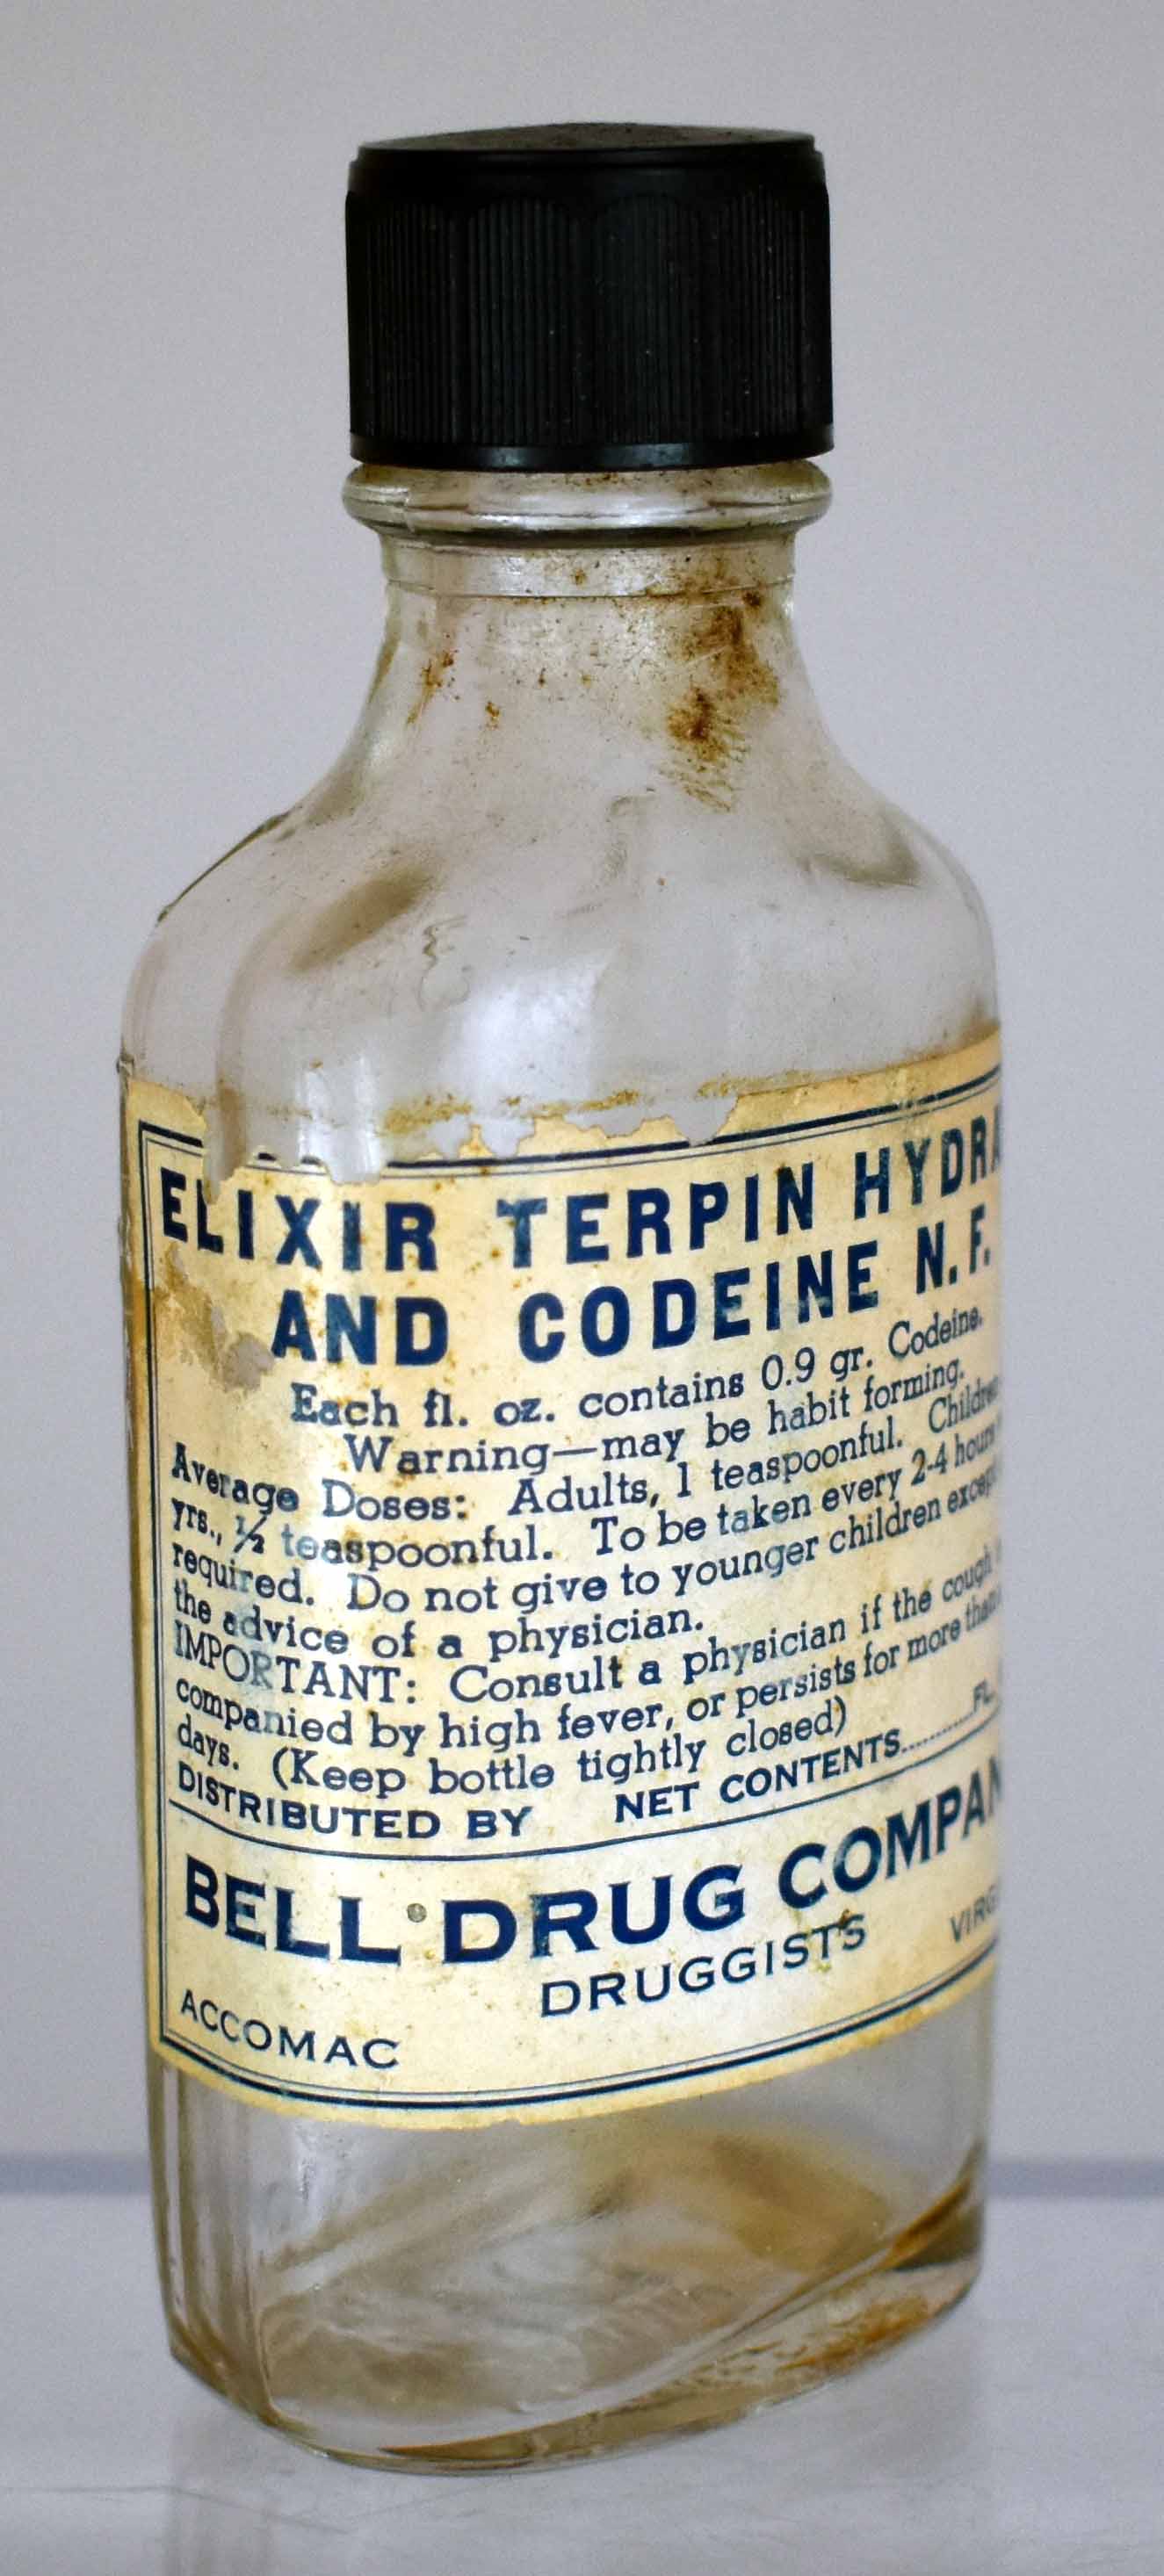 ELIXIR TERPIN HYDRA
AND CODEINE N.F.
Each fl. oz. contains 0.9 gr. Codeine.
Warning—may be habit forming.
Average Doses: Adults, 1 teaspoonful. Children
yrs., ½ teaspoonful. To be taken every 2-4 hours
required. Do not give to younger children except
the advice of a physician.
IMPORTANT: Consult a physician if the cough
companied by high fever, or persists for more than
days. (Keep bottle tightly closed)
DISTRIBUTED BY NET CONTENTS..........FL.
BELL DRUG COMPAN
DRUGGISTS
ACCOMAC VIRG